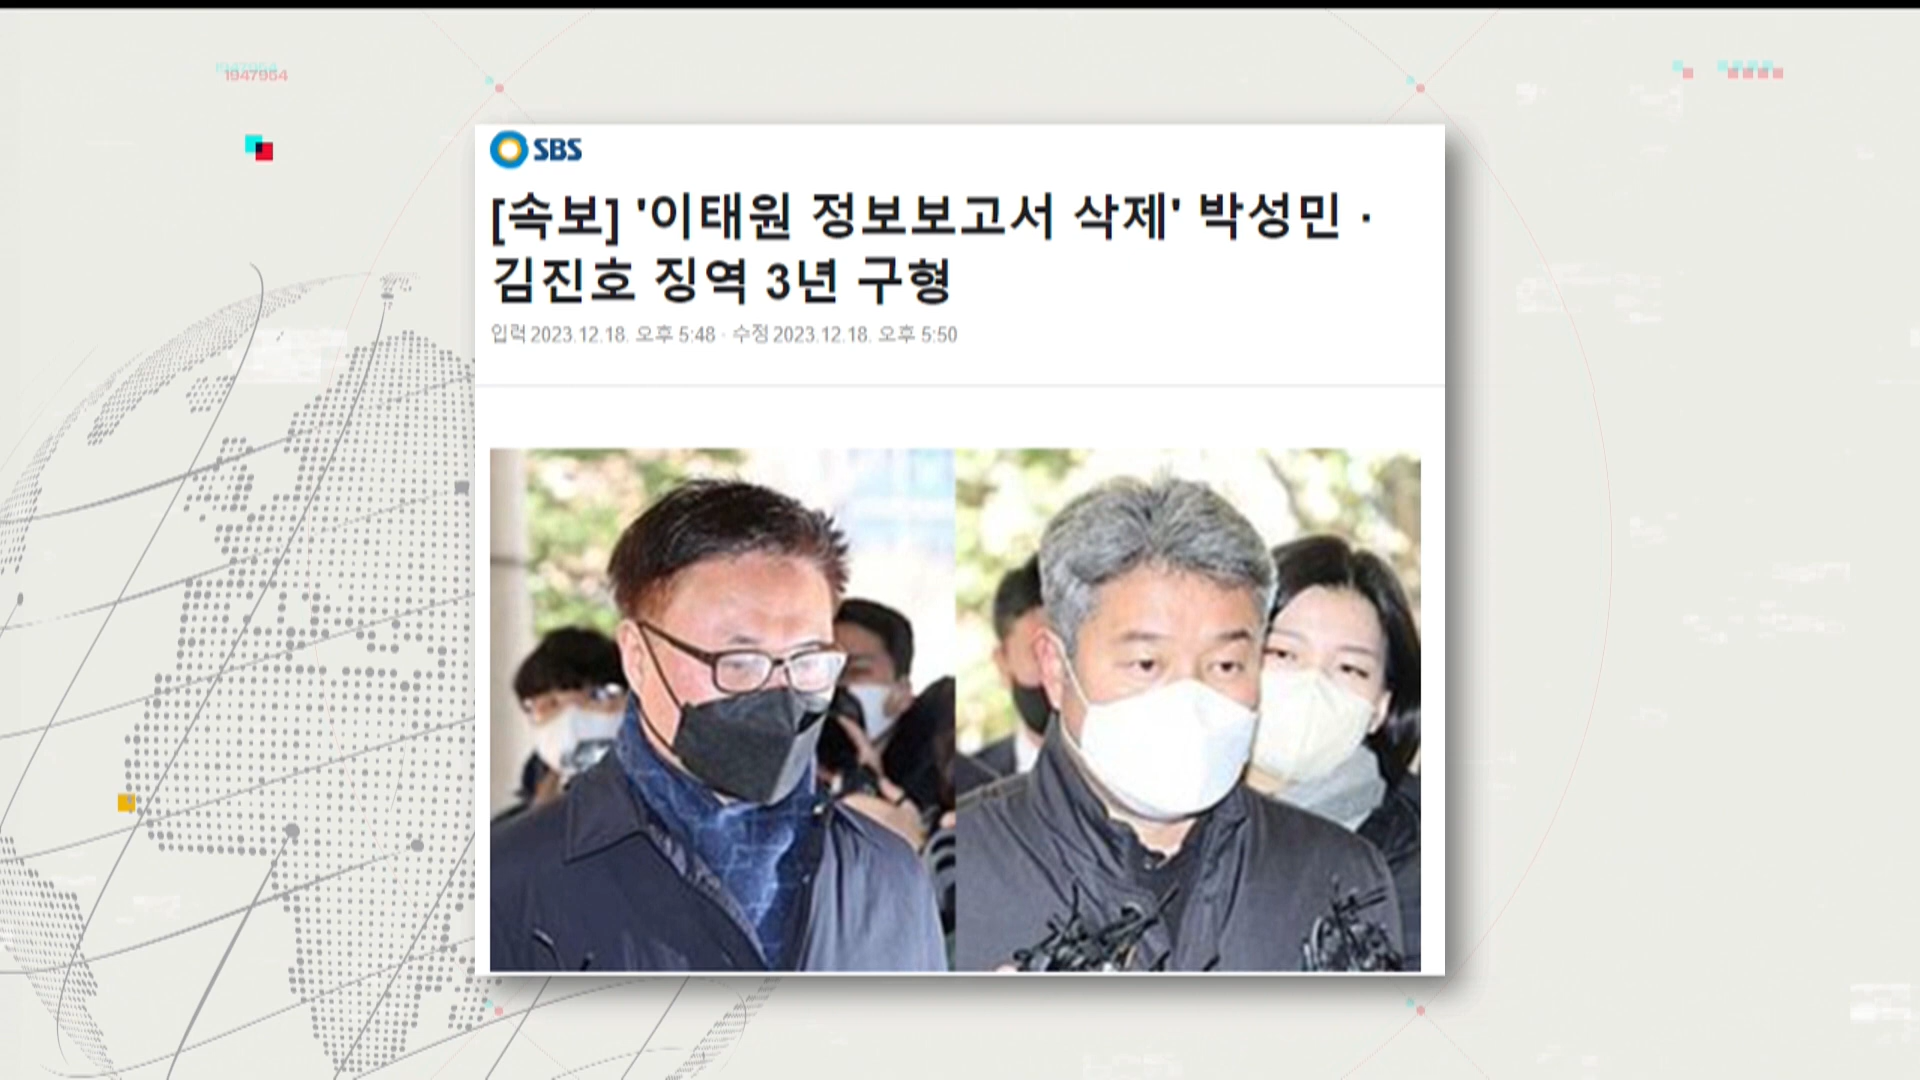 1947954
SBS
[속보] '이태원 정보보고서 삭제' 박성민 ·
김진호 징역 3년 구형
입력 2023.12.18. 오후 5:48 · 수정 2023.12.18. 오후 5:50